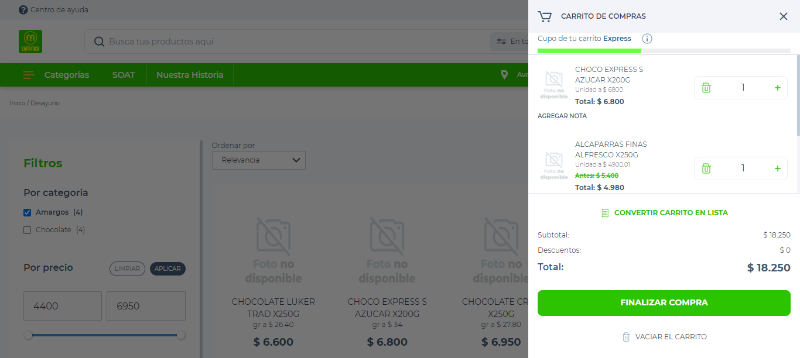 Centro de ayuda
m
Busca tus productos aquí
En to
Categorías
SOAT
Nuestra Historia
Inicio / Desayuno
Filtros
Por categoría
Amargos (4)
Chocolate (4)
Por precio
LIMPIAR
APLICAR
4400
6950
Ordenar por
Relevancia
Foto no
disponible
CHOCOLATE LUKER
TRAD X250G
gr a $ 26.40
$ 6.600
Foto no
disponible
CHOCO EXPRESS S
AZUCAR X200G
gr a $ 34
$ 6.800
Foto no
disponible
CHOCOLATE CR
X250G
gr a $ 27.80
$ 6.950
CARRITO DE COMPRAS
Cupo de tu carrito Express
Foto no
disponible
CHOCO EXPRESS S
AZUCAR X200G
Unidad a $ 6800
Total: $ 6.800
1
+
AGREGAR NOTA
Foto no
disponible
ALCAPARRAS FINAS
ALFRESCO X250G
Unidad a $ 4900.01
Antes: $ 5.400
Total: $ 4.980
1
+
CONVERTIR CARRITO EN LISTA
Subtotal: $ 18.250
Descuentos: $ 0
Total: $ 18.250
FINALIZAR COMPRA
VACIAR EL CARRITO